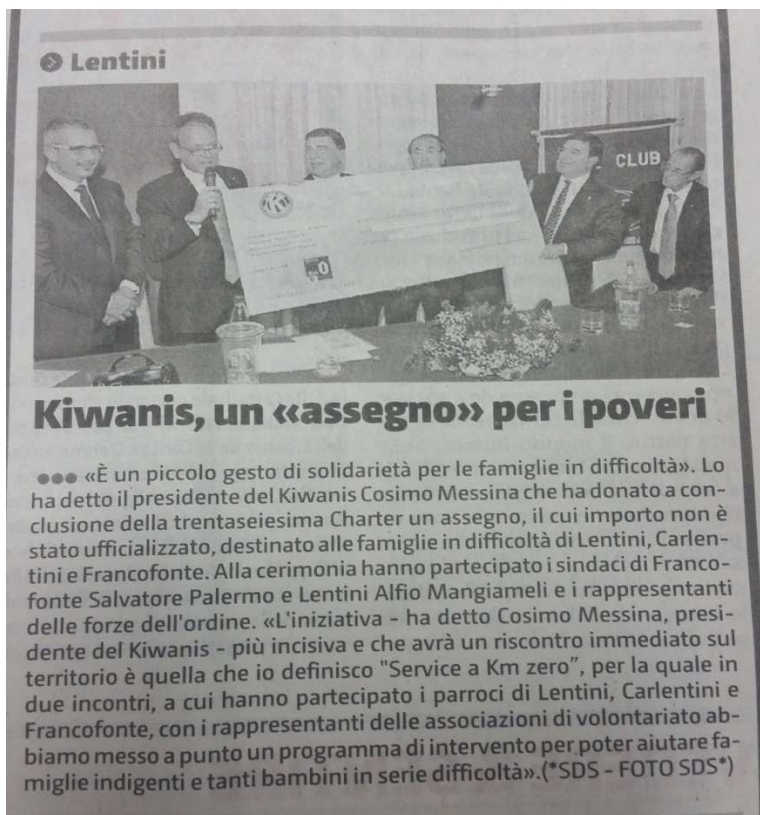 Lentini
CLUB
Kiwanis, un «assegno» per i poveri
●●● «È un piccolo gesto di solidarietà per le famiglie in difficoltà». Lo
ha detto il presidente del Kiwanis Cosimo Messina che ha donato a con-
clusione della trentaseiesima Charter un assegno, il cui importo non è
stato ufficializzato, destinato alle famiglie in difficoltà di Lentini, Carlen-
tini e Francofonte. Alla cerimonia hanno partecipato i sindaci di Franco-
fonte Salvatore Palermo e Lentini Alfio Mangiameli e i rappresentanti
delle forze dell'ordine. «L'iniziativa - ha detto Cosimo Messina, presi-
dente del Kiwanis - più incisiva e che avrà un riscontro immediato sul
territorio è quella che io definisco "Service a Km zero”, per la quale in
due incontri, a cui hanno partecipato i parroci di Lentini, Carlentini e
Francofonte, con i rappresentanti delle associazioni di volontariato ab-
biamo messo a punto un programma di intervento per poter aiutare fa-
miglie indigenti e tanti bambini in serie difficoltà».(*SDS - FOTO SDS*)